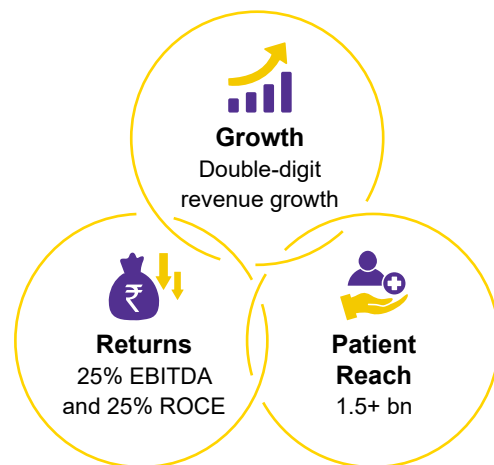 Growth
Double-digit
revenue growth
₹
Returns
25% EBITDA
and 25% ROCE
Patient
Reach
1.5+ bn